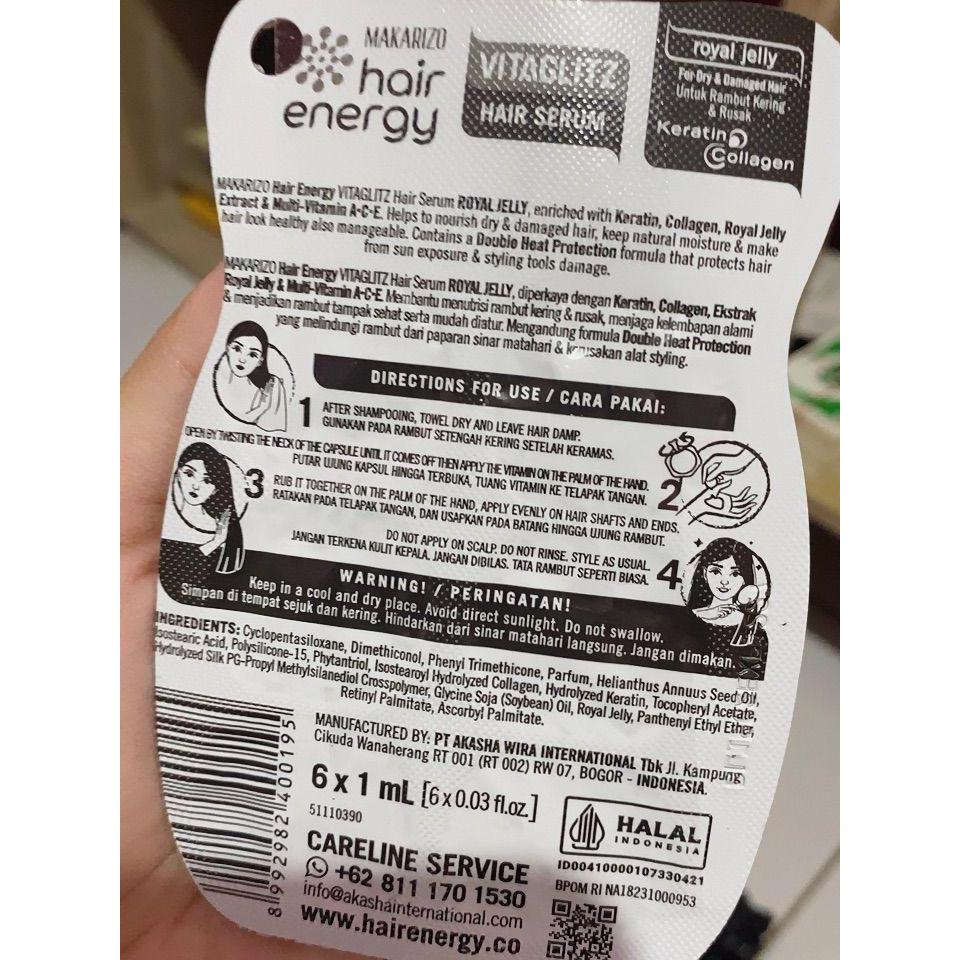 MAKARIZO
hair
energy
VITAGLITZ
HAIR SERUM
royal jelly
For Dry & Damaged Hair
Untuk Rambut Kering
& Rusak
Keratin
Collagen
MAKARIZO Hair Energy VITAGLITZ Hair Serum ROYAL JELLY, enriched with Keratin, Collagen, Royal Jelly
Extract & Multi-Vitamin A-C-E. Helps to nourish dry & damaged hair, keep natural moisture & make
hair look healthy also manageable. Contains a Double Heat Protection formula that protects hair
from sun exposure & styling tools damage.
MAKARIZO Hair Energy VITAGLITZ Hair Serum ROYAL JELLY, diperkaya dengan Keratin, Collagen, Ekstrak
Royal Jelly & Multi-Vitamin A-C-E. Membantu menutrisi rambut kering & rusak, menjaga kelembapan alami
& menjadikan rambut tampak sehat serta mudah diatur. Mengandung formula Double Heat Protection
yang melindungi rambut dari paparan sinar matahari & kerusakan alat styling.
DIRECTIONS FOR USE / CARA PAKAI:
1 AFTER SHAMPOOING, TOWEL DRY AND LEAVE HAIR DAMP.
GUNAKAN PADA RAMBUT SETENGAH KERING SETELAH KERAMAS.
OPEN BY TWISTING THE NECK OF THE CAPSULE UNTIL IT COMES OFF THEN APPLY THE VITAMIN ON THE PALM OF THE HAND.
PUTAR UJUNG KAPSUL HINGGA TERBUKA, TUANG VITAMIN KE TELAPAK TANGAN. 2
3 RUB IT TOGETHER ON THE PALM OF THE HAND, APPLY EVENLY ON HAIR SHAFTS AND ENDS.
RATAKAN PADA TELAPAK TANGAN, DAN USAPKAN PADA BATANG HINGGA UJUNG RAMBUT.
DO NOT APPLY ON SCALP. DO NOT RINSE. STYLE AS USUAL.
JANGAN TERKENA KULIT KEPALA. JANGAN DIBILAS. TATA RAMBUT SEPERTI BIASA. 4
WARNING! / PERINGATAN!
Keep in a cool and dry place. Avoid direct sunlight. Do not swallow.
Simpan di tempat sejuk dan kering. Hindarkan dari sinar matahari langsung. Jangan dimakan.
INGREDIENTS: Cyclopentasiloxane, Dimethiconol, Phenyl Trimethicone, Parfum, Helianthus Annuus Seed Oil,
Isostearic Acid, Polysilicone-15, Phytantriol, Isostearoyl Hydrolyzed Collagen, Hydrolyzed Keratin, Tocopheryl Acetate,
Hydrolyzed Silk PG-Propyl Methylsilanediol Crosspolymer, Glycine Soja (Soybean) Oil, Royal Jelly, Panthenyl Ethyl Ether,
Retinyl Palmitate, Ascorbyl Palmitate.
MANUFACTURED BY: PT AKASHA WIRA INTERNATIONAL Tbk Jl. Kampung
Cikuda Wanaherang RT 001 (RT 002) RW 07, BOGOR - INDONESIA.
6 x 1 mL [6 x 0.03 fl.oz.]
51110390
CARELINE SERVICE
+62 811 170 1530
info@akashainternational.com
www.hairenergy.co
8992982400195
HALAL
INDONESIA
ID00410000107330421
BPOM RI NA18231000953